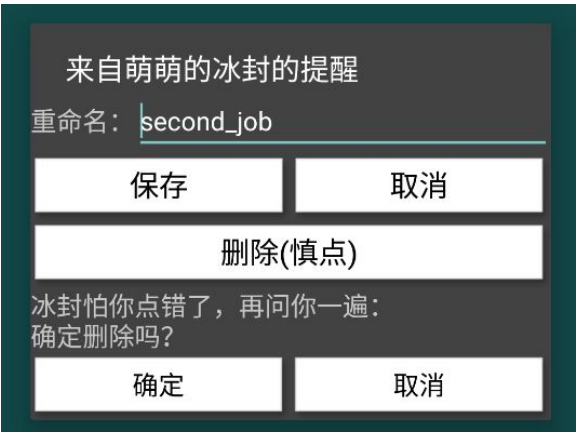 来自萌萌的冰封的提醒
重命名： second_job
保存 取消
删除(慎点)
冰封怕你点错了，再问你一遍：
确定删除吗？
确定 取消